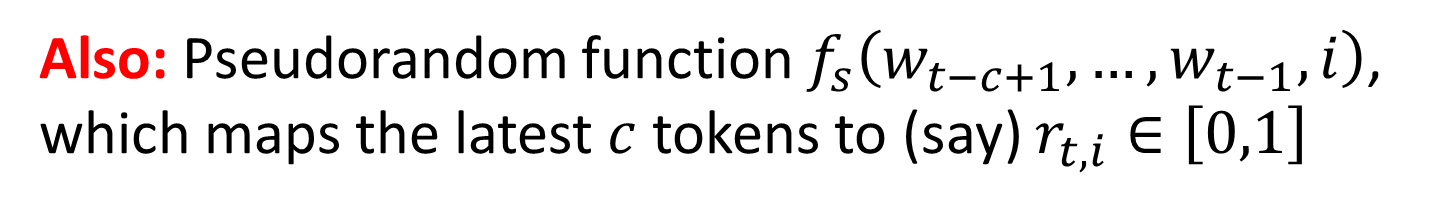 Also: Pseudorandom function f_s(w_{t−c+1}, … , w_{t−1}, i),
which maps the latest c tokens to (say) r_{t,i} ∈ [0,1]